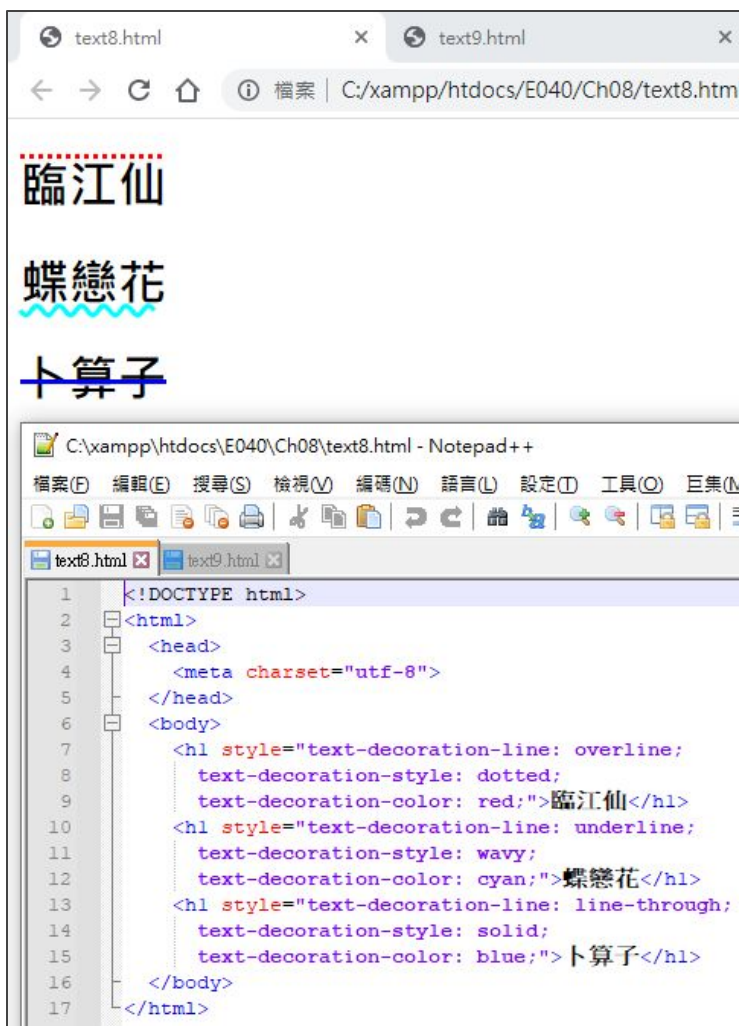 text8.html
text9.html
檔案 C:/xampp/htdocs/E040/Ch08/text8.htm
臨江仙
蝶戀花
卜算子
C:\xampp\htdocs\E040\Ch08\text8.html - Notepad++
檔案(F) 編輯(E) 搜尋(S) 檢視(V) 編碼(N) 語言(L) 設定(T) 工具(O) 巨集(M
text8.html text9.html
1 <!DOCTYPE html>
2 <html>
3 <head>
4 <meta charset="utf-8">
5 </head>
6 <body>
7 <h1 style="text-decoration-line: overline;
8 text-decoration-style: dotted;
9 text-decoration-color: red;">臨江仙</h1>
10 <h1 style="text-decoration-line: underline;
11 text-decoration-style: wavy;
12 text-decoration-color: cyan;">蝶戀花</h1>
13 <h1 style="text-decoration-line: line-through;
14 text-decoration-style: solid;
15 text-decoration-color: blue;">卜算子</h1>
16 </body>
17 </html>